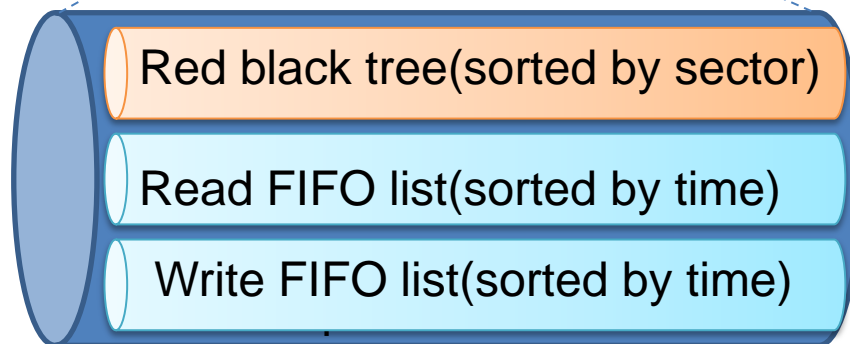 Red black tree(sorted by sector)
Read FIFO list(sorted by time)
Write FIFO list(sorted by time)